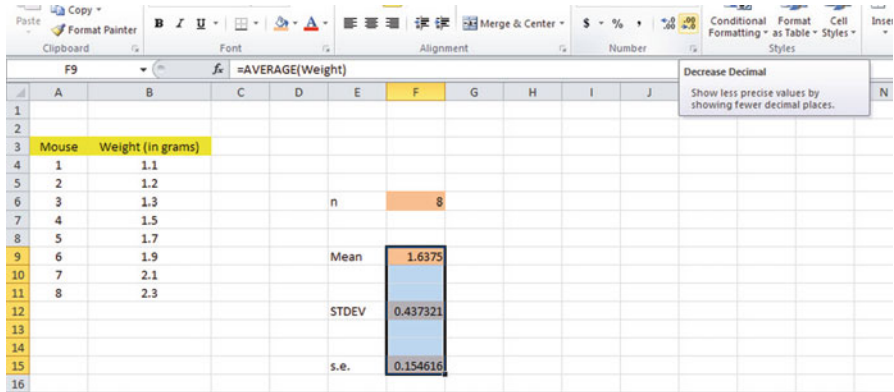 Copy
Paste
Format Painter
B I U A
Merge & Center
$ % ,
Conditional Format Cell
Formatting as Table Styles
Clipboard Font Alignment Number Styles
F9 fx =AVERAGE(Weight)
Decrease Decimal
Show less precise values by
showing fewer decimal places.
A B C D E F G H I J N
1
2
3 Mouse Weight (in grams)
4 1 1.1
5 2 1.2
6 3 1.3 n 8
7 4 1.5
8 5 1.7
9 6 1.9 Mean 1.6375
10 7 2.1
11 8 2.3
12 STDEV 0.437321
13
14
15 s.e. 0.154616
16